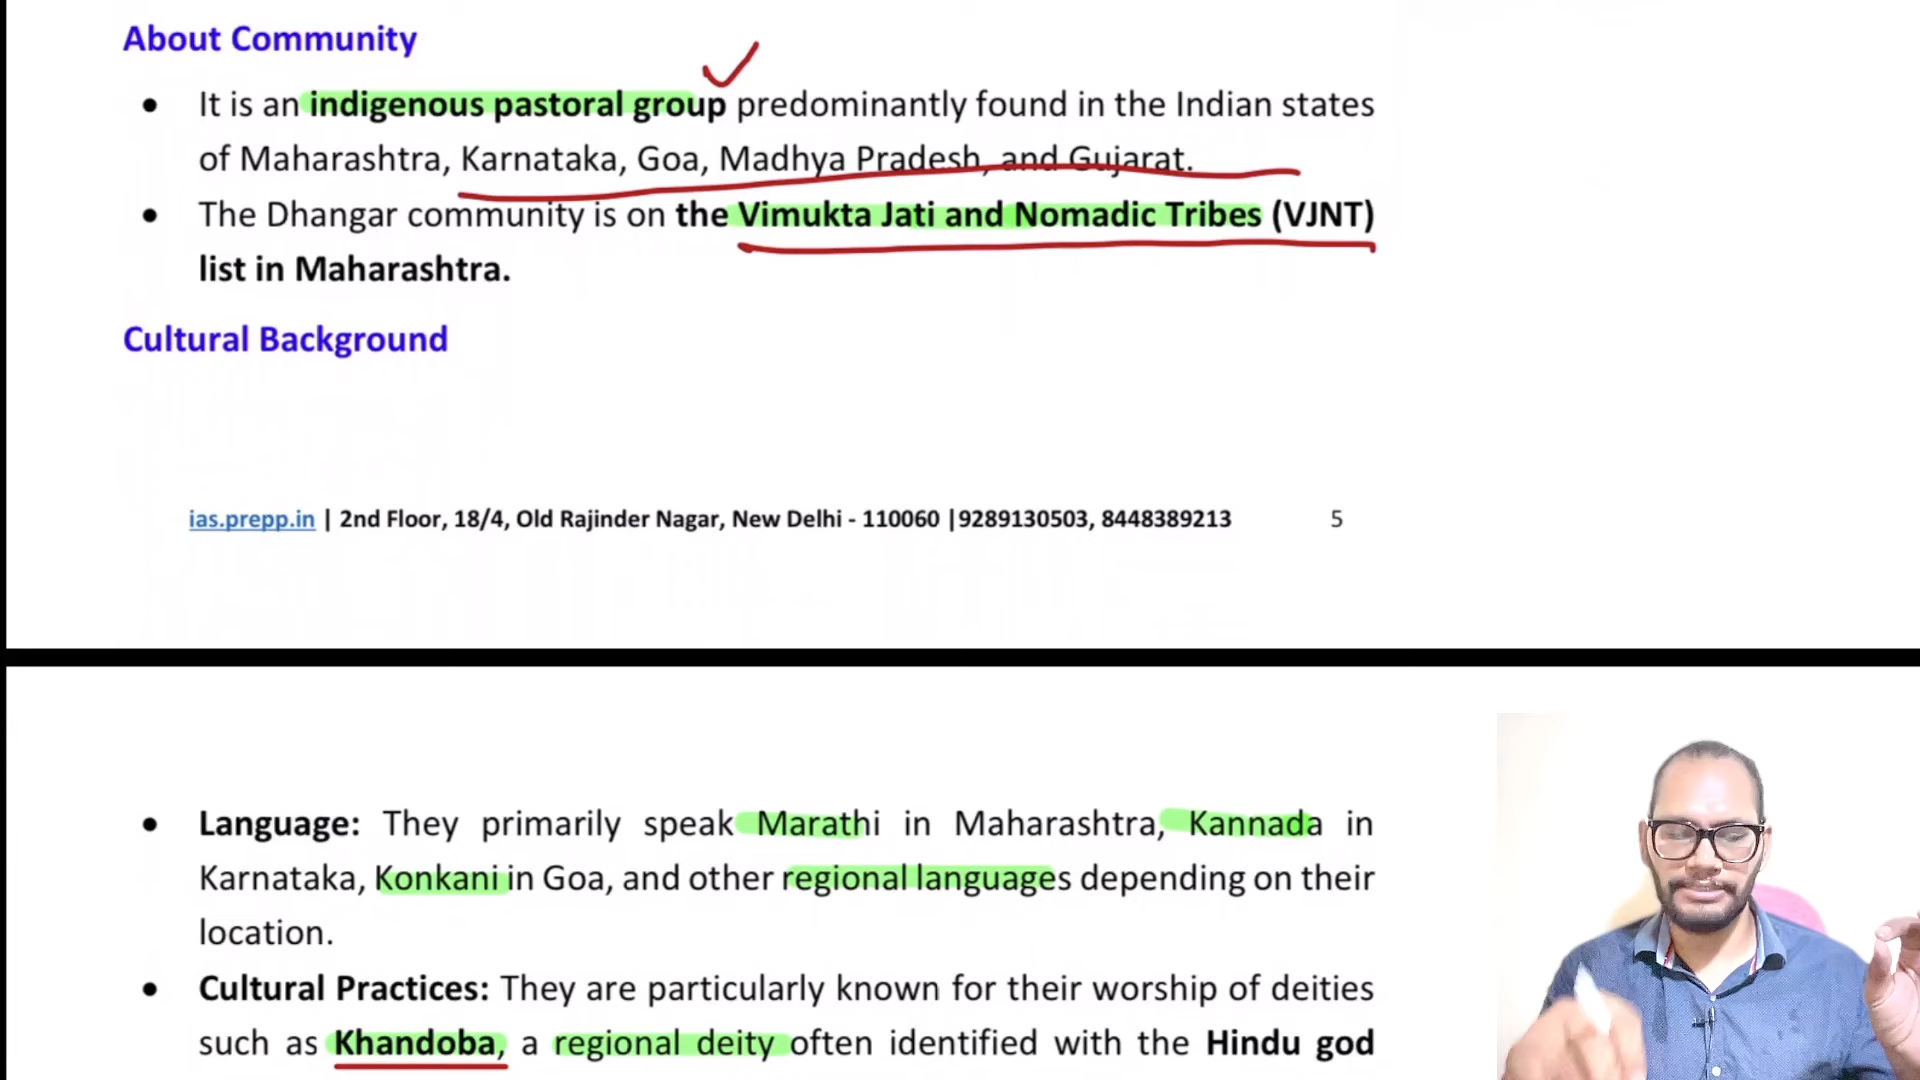 About Community
• It is an indigenous pastoral group predominantly found in the Indian states
of Maharashtra, Karnataka, Goa, Madhya Pradesh, and Gujarat.
• The Dhangar community is on the Vimukta Jati and Nomadic Tribes (VJNT)
list in Maharashtra.
Cultural Background
ias.prepp.in | 2nd Floor, 18/4, Old Rajinder Nagar, New Delhi - 110060 |9289130503, 8448389213 5
• Language: They primarily speak Marathi in Maharashtra, Kannada in
Karnataka, Konkani in Goa, and other regional languages depending on their
location.
• Cultural Practices: They are particularly known for their worship of deities
such as Khandoba, a regional deity often identified with the Hindu god